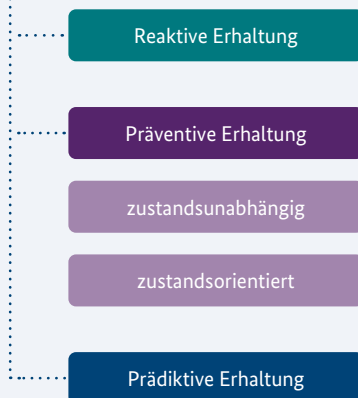 Reaktive Erhaltung
Präventive Erhaltung
zustandsunabhängig
zustandsorientiert
Prädiktive Erhaltung